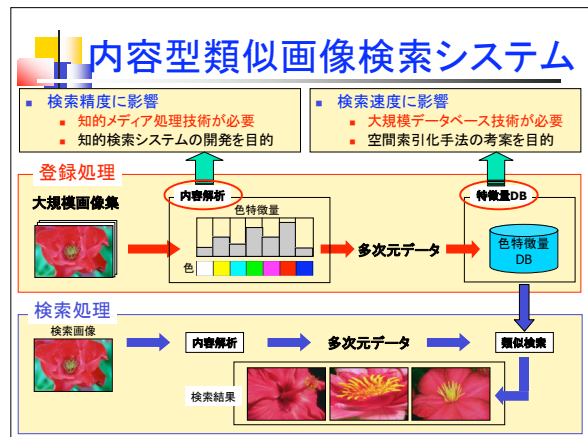 内容型類似画像検索システム
検索精度に影響
知的メディア処理技術が必要
知的検索システムの開発を目的
検索速度に影響
大規模データベース技術が必要
空間索引化手法の考案を目的
登録処理
大規模画像集
内容解析
色特徴量
色
多次元データ
特徴量DB
色特徴量
DB
検索処理
検索画像
内容解析
多次元データ
類似検索
検索結果